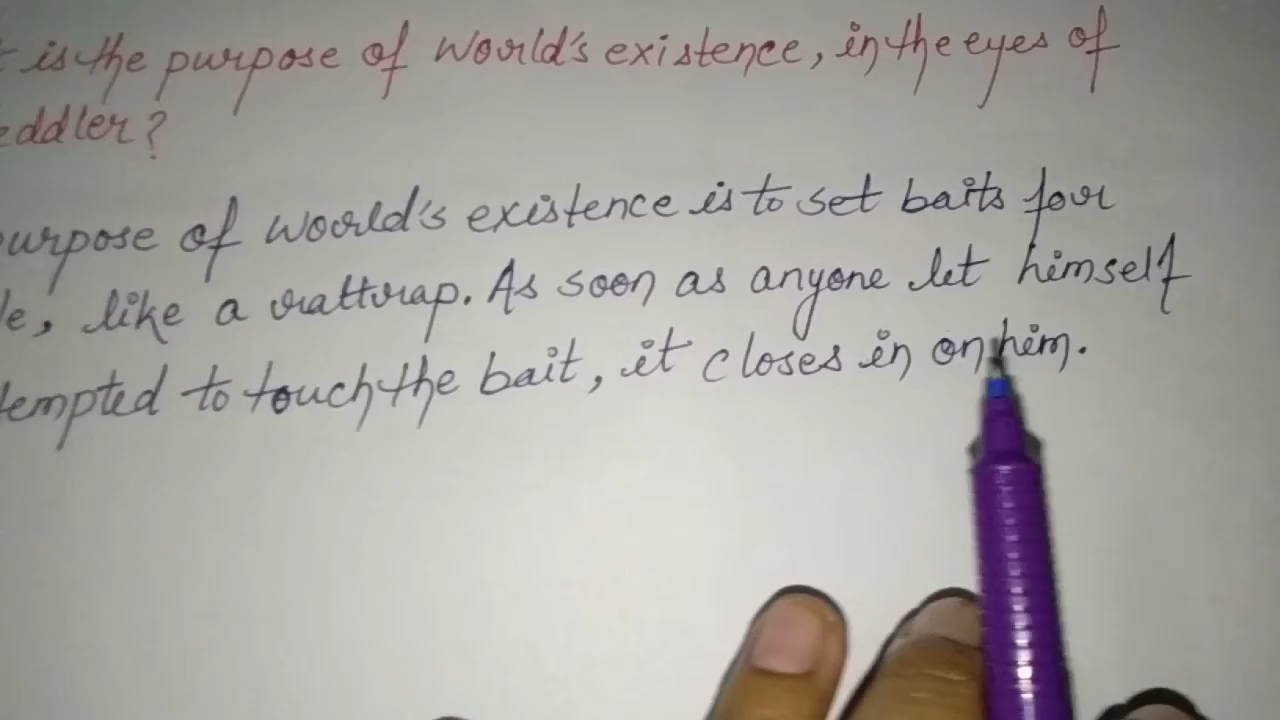 is the purpose of world's existence, in the eyes of
eddler?
urpose of world's existence is to set baits for
le, like a rattrap. As soon as anyone let himself
tempted to touch the bait, it closes in on him.